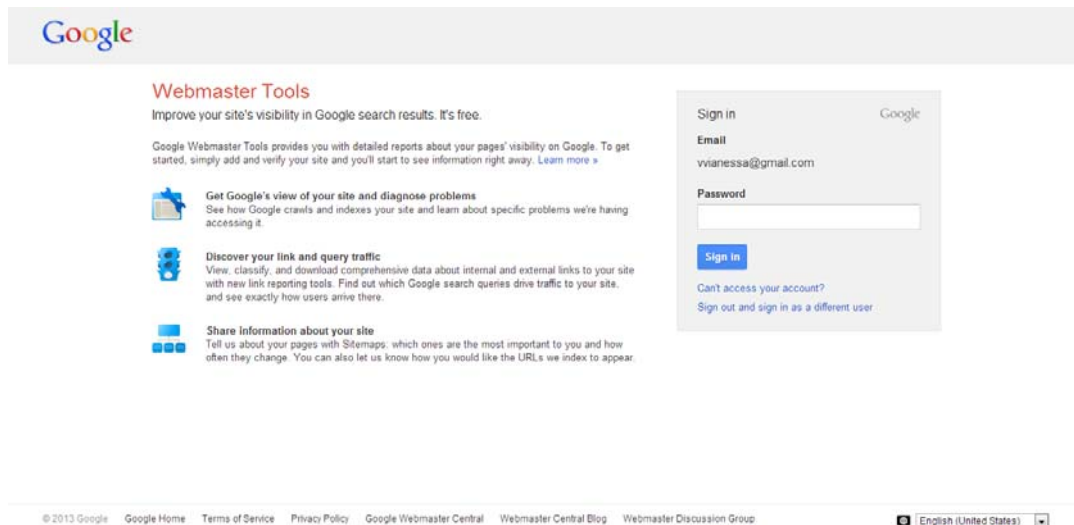 Google
Webmaster Tools
Improve your site's visibility in Google search results. It's free.
Google Webmaster Tools provides you with detailed reports about your pages' visibility on Google. To get
started, simply add and verify your site and you'll start to see information right away. Learn more »
Get Google's view of your site and diagnose problems
See how Google crawls and indexes your site and learn about specific problems we're having
accessing it.
Discover your link and query traffic
View, classify, and download comprehensive data about internal and external links to your site
with new link reporting tools. Find out which Google search queries drive traffic to your site,
and see exactly how users arrive there.
Share information about your site
Tell us about your pages with Sitemaps: which ones are the most important to you and how
often they change. You can also let us know how you would like the URLs we index to appear.
Sign in Google
Email
vvianessa@gmail.com
Password
Sign in
Can't access your account?
Sign out and sign in as a different user
© 2013 Google Google Home Terms of Service Privacy Policy Google Webmaster Central Webmaster Central Blog Webmaster Discussion Group English (United States)